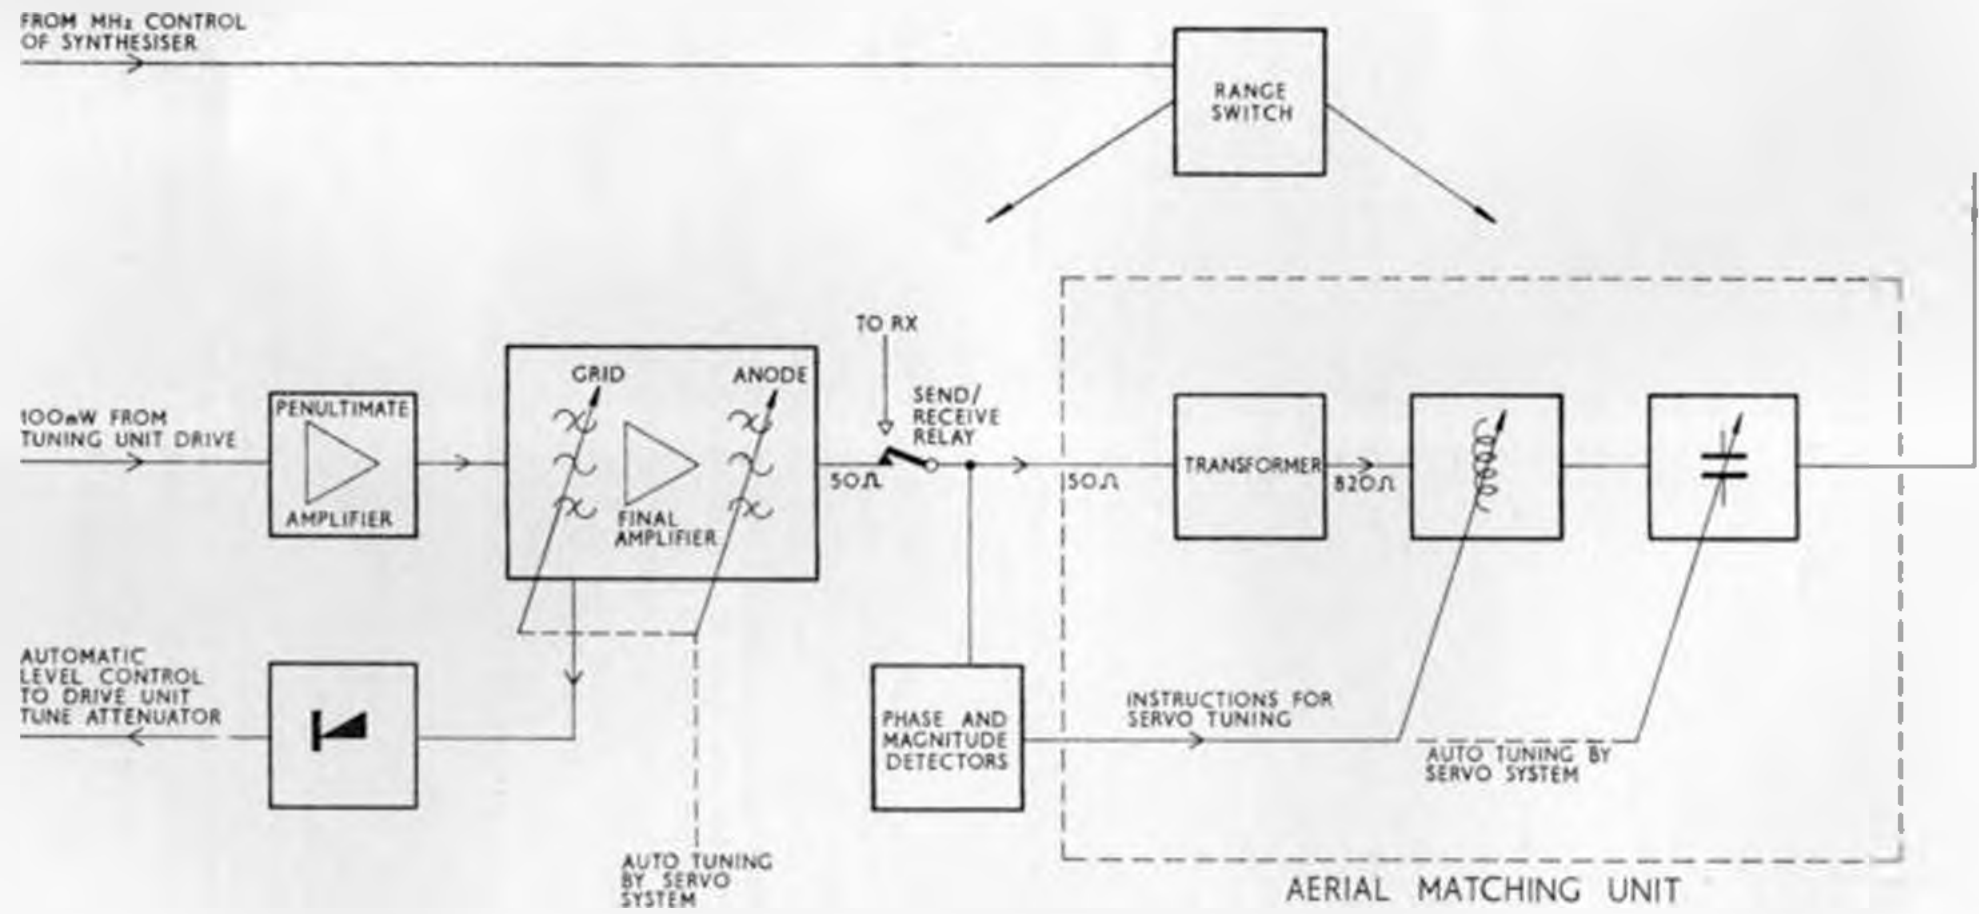 FROM MHz CONTROL
OF SYNTHESISER
RANGE
SWITCH
TO RX
GRID
ANODE
SEND/
RECEIVE
RELAY
100mW FROM
TUNING UNIT DRIVE
PENULTIMATE
AMPLIFIER
FINAL
AMPLIFIER
50Ω
50Ω
TRANSFORMER
820Ω
AUTOMATIC
LEVEL CONTROL
TO DRIVE UNIT
TUNE ATTENUATOR
PHASE AND
MAGNITUDE
DETECTORS
INSTRUCTIONS FOR
SERVO TUNING
AUTO TUNING BY
SERVO SYSTEM
AUTO TUNING
BY SERVO
SYSTEM
AERIAL MATCHING UNIT